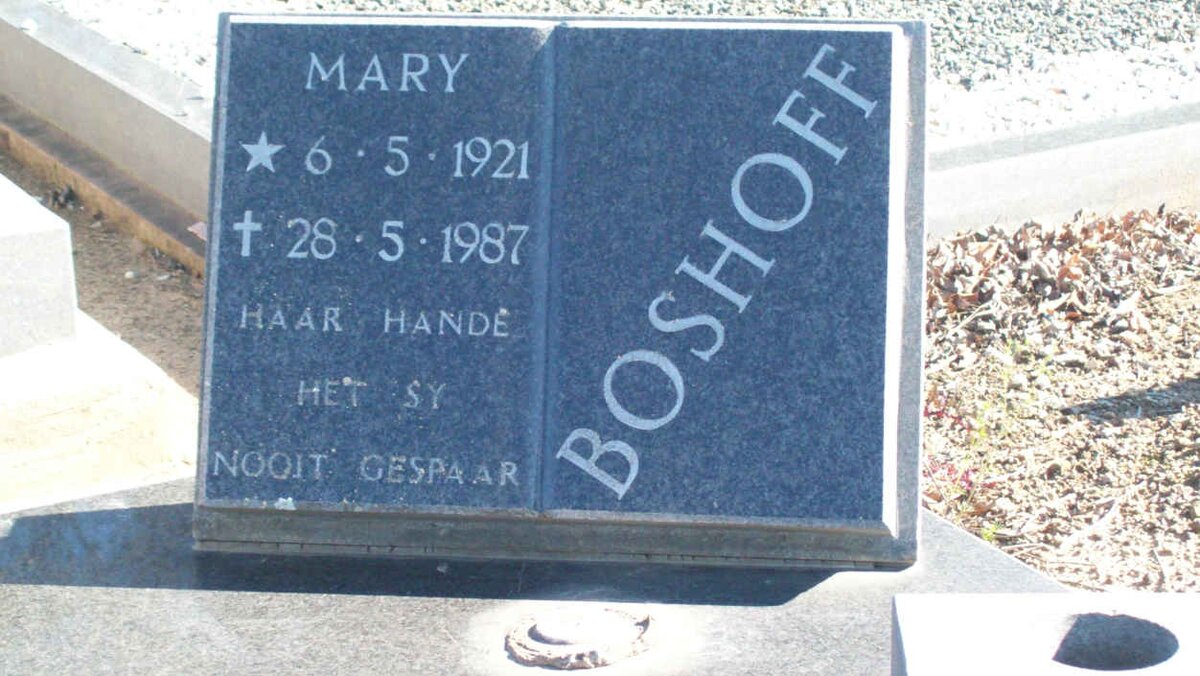 MARY
★ 6 · 5 · 1921
✝ 28 · 5 · 1987
HAAR HANDE
HET SY
NOOIT GESPAAR
BOSHOFF